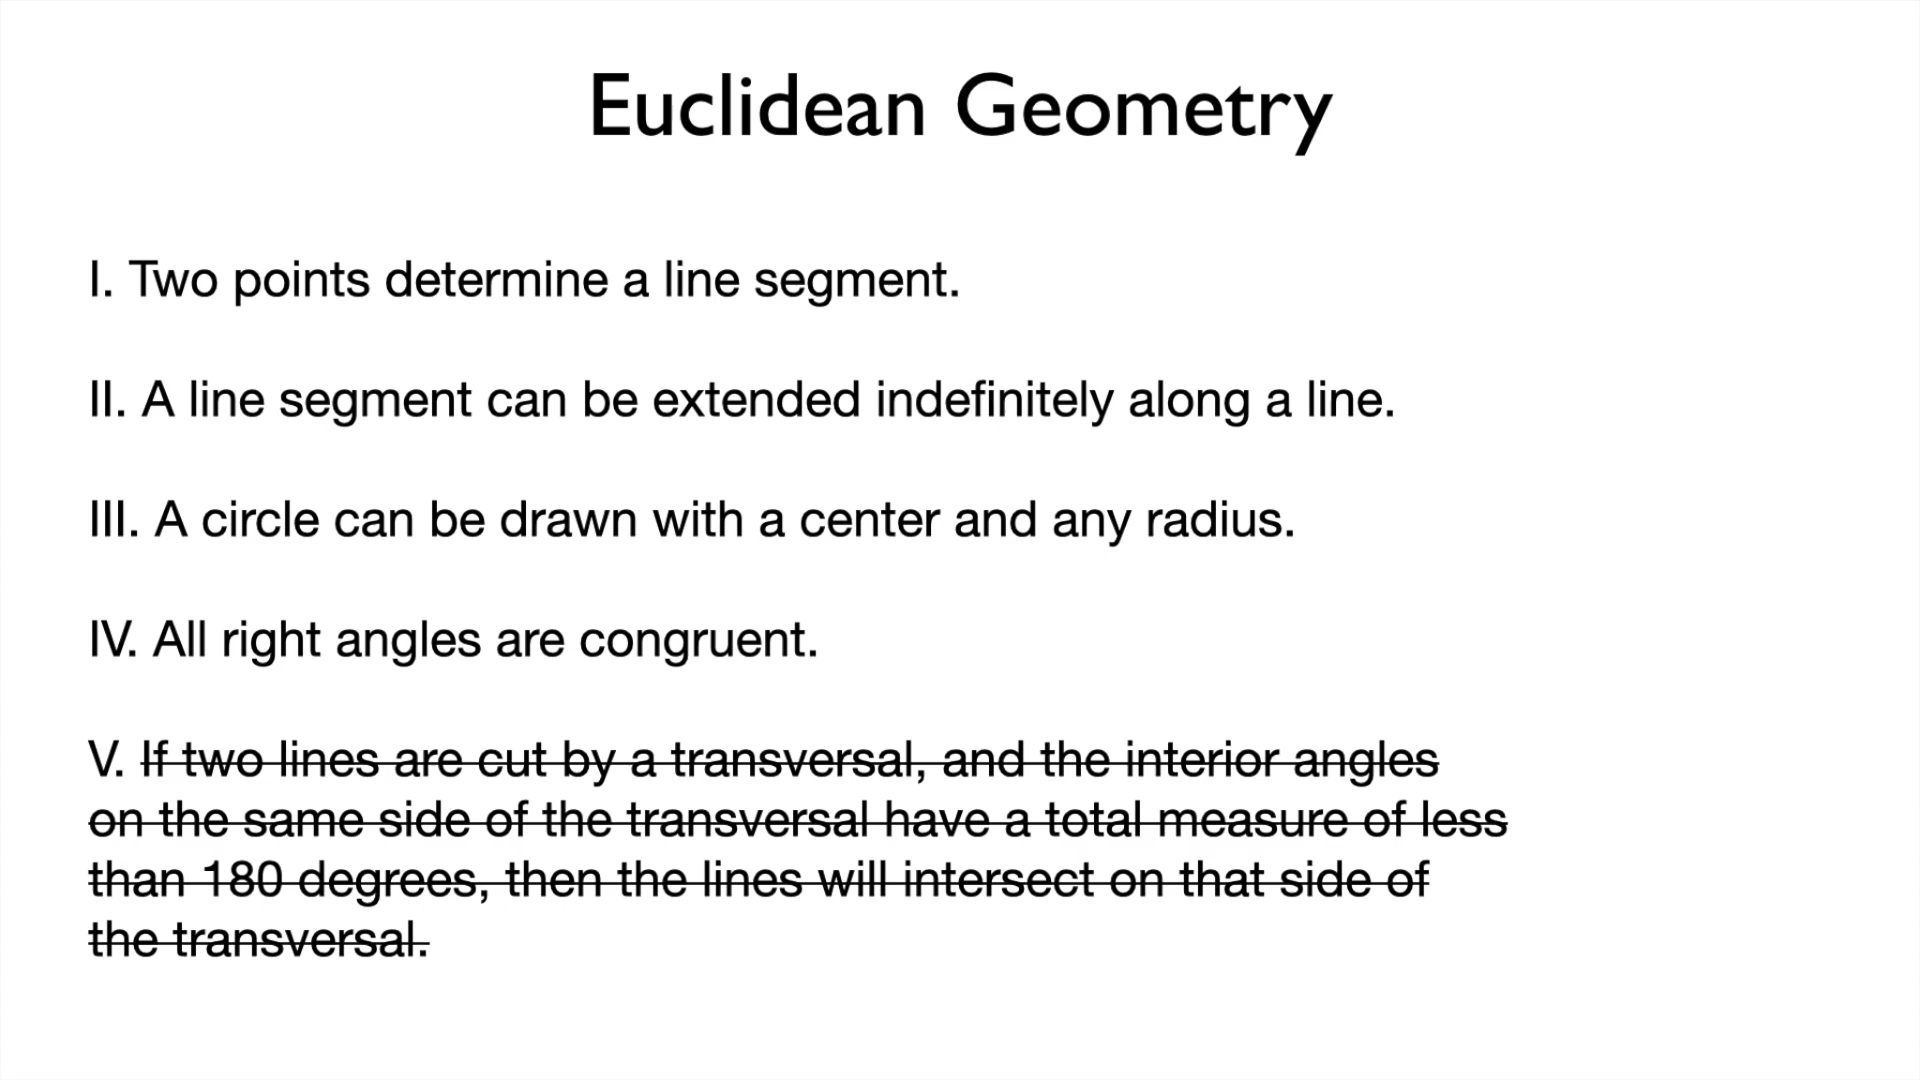 Euclidean Geometry
I. Two points determine a line segment.
II. A line segment can be extended indefinitely along a line.
III. A circle can be drawn with a center and any radius.
IV. All right angles are congruent.
V. If two lines are cut by a transversal, and the interior angles
on the same side of the transversal have a total measure of less
than 180 degrees, then the lines will intersect on that side of
the transversal.